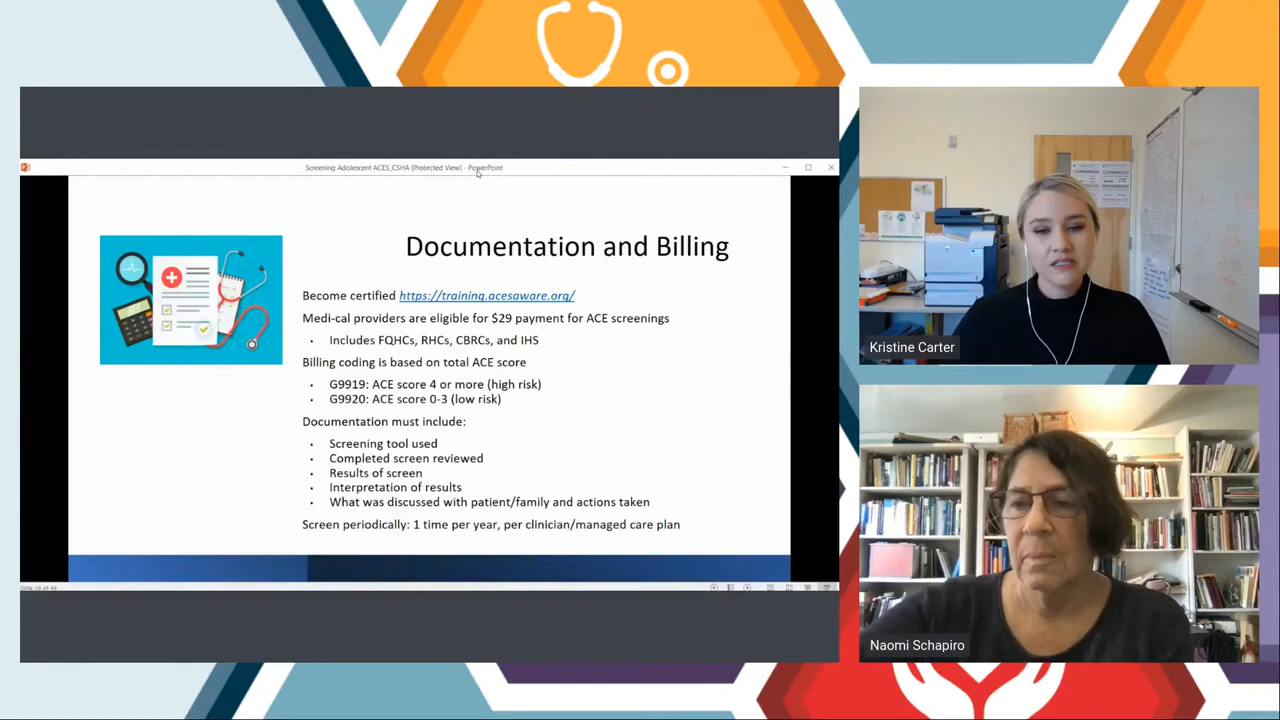 Screening Adolescent ACES_CSHA [Protected View] - PowerPoint
Documentation and Billing
Become certified https://training.acesaware.org/
Medi-cal providers are eligible for $29 payment for ACE screenings
• Includes FQHCs, RHCs, CBRCs, and IHS
Billing coding is based on total ACE score
• G9919: ACE score 4 or more (high risk)
• G9920: ACE score 0-3 (low risk)
Documentation must include:
• Screening tool used
• Completed screen reviewed
• Results of screen
• Interpretation of results
• What was discussed with patient/family and actions taken
Screen periodically: 1 time per year, per clinician/managed care plan
Kristine Carter
Naomi Schapiro